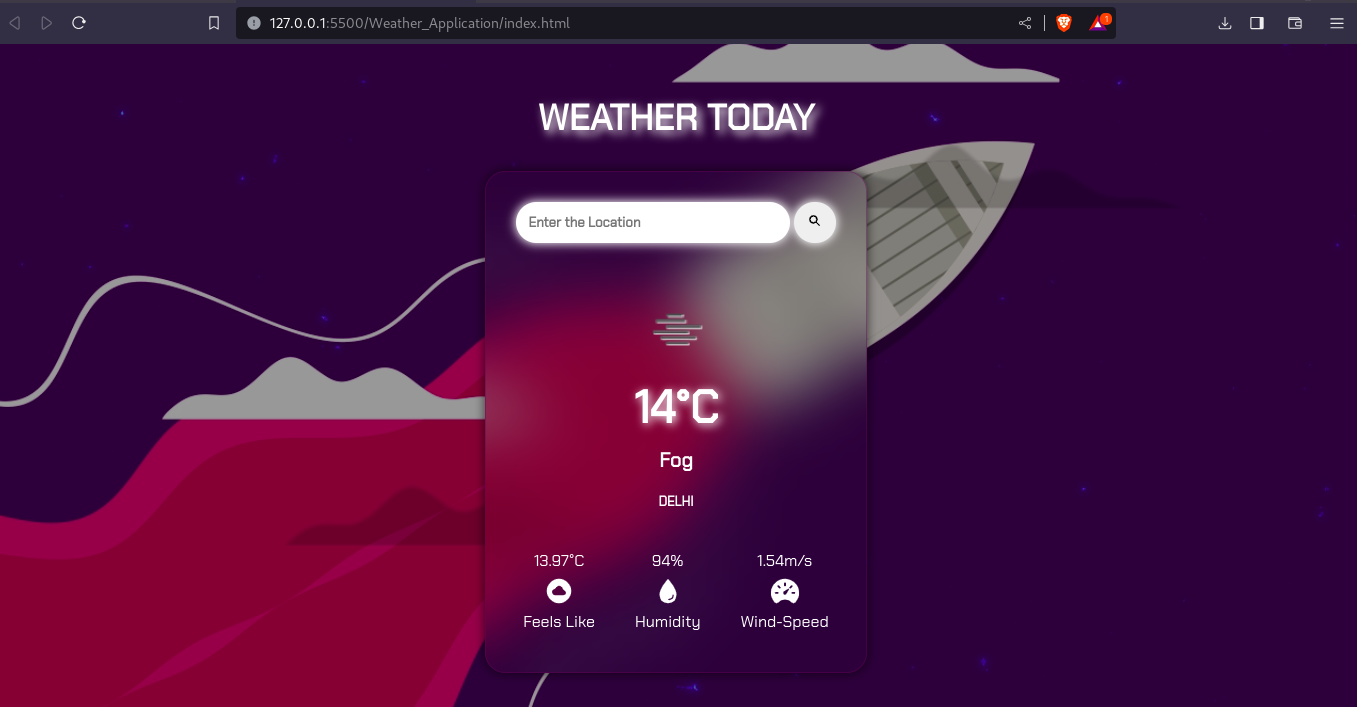 127.0.0.1:5500/Weather_Application/index.html
1
WEATHER TODAY
Enter the Location
14°C
Fog
DELHI
13.97°C 94% 1.54m/s
Feels Like Humidity Wind-Speed